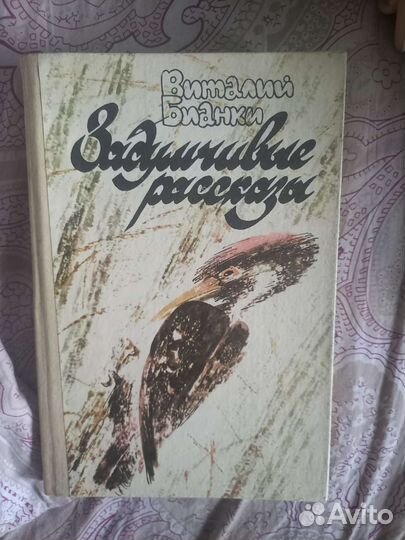 Виталий
Бианки
Задумчивые
рассказы
Avito